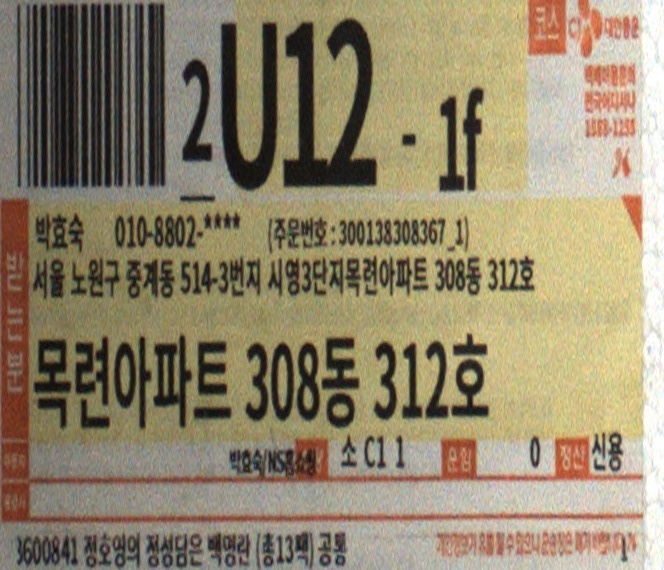 2U12 - 1f
코스 CJ 대한통운
1588-1255
박효숙 010-8802-**** (주문번호 : 300138308367_1)
서울 노원구 중계동 514-3번지 시영3단지목련아파트 308동 312호
목련아파트 308동 312호
박효숙/NS홈쇼핑 소 C1 1 운임 0 정산 신용
3600841 정호영의 정성담은 백명란 (총13팩) 공통